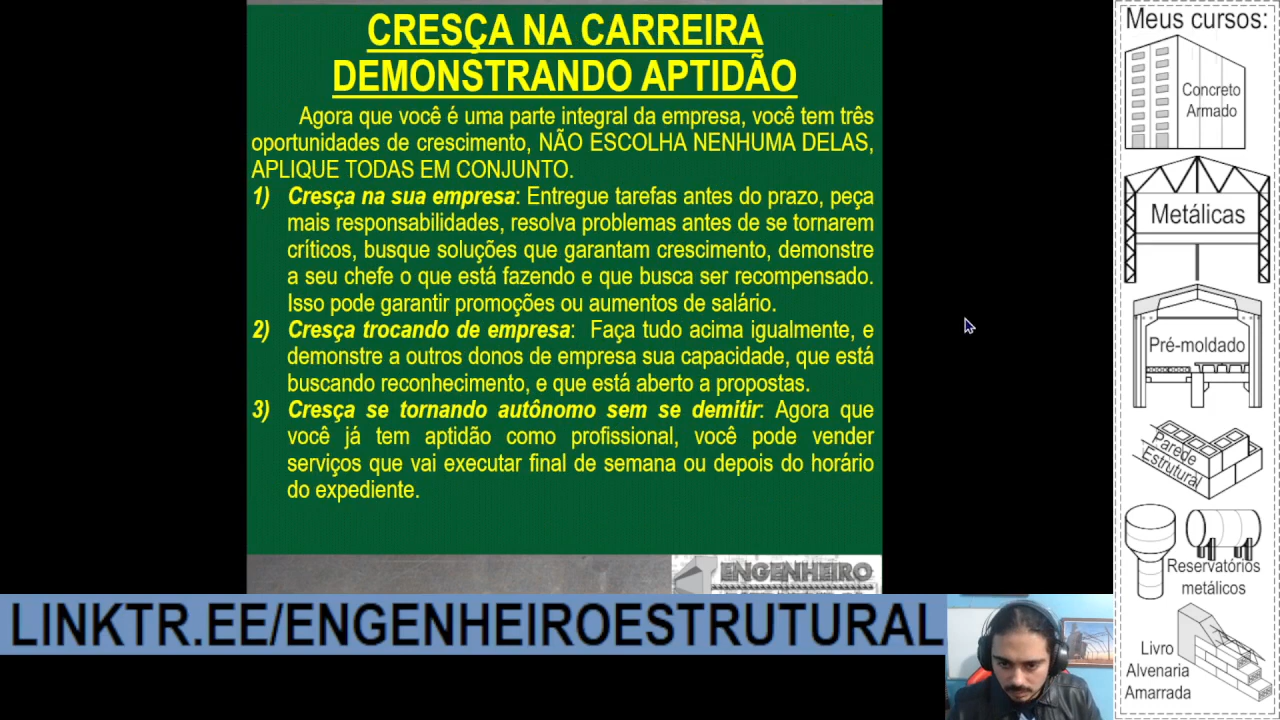 CRESÇA NA CARREIRA
DEMONSTRANDO APTIDÃO
Agora que você é uma parte integral da empresa, você tem três
oportunidades de crescimento, NÃO ESCOLHA NENHUMA DELAS,
APLIQUE TODAS EM CONJUNTO.
1) Cresça na sua empresa: Entregue tarefas antes do prazo, peça
mais responsabilidades, resolva problemas antes de se tornarem
críticos, busque soluções que garantam crescimento, demonstre
a seu chefe o que está fazendo e que busca ser recompensado.
Isso pode garantir promoções ou aumentos de salário.
2) Cresça trocando de empresa: Faça tudo acima igualmente, e
demonstre a outros donos de empresa sua capacidade, que está
buscando reconhecimento, e que está aberto a propostas.
3) Cresça se tornando autônomo sem se demitir: Agora que
você já tem aptidão como profissional, você pode vender
serviços que vai executar final de semana ou depois do horário
do expediente.
ENGENHEIRO
LINKTR.EE/ENGENHEIROESTRUTURAL
Meus cursos:
Concreto
Armado
Metálicas
Pré-moldado
Parede
Estrutural
Reservatórios
metálicos
Livro
Alvenaria
Amarrada